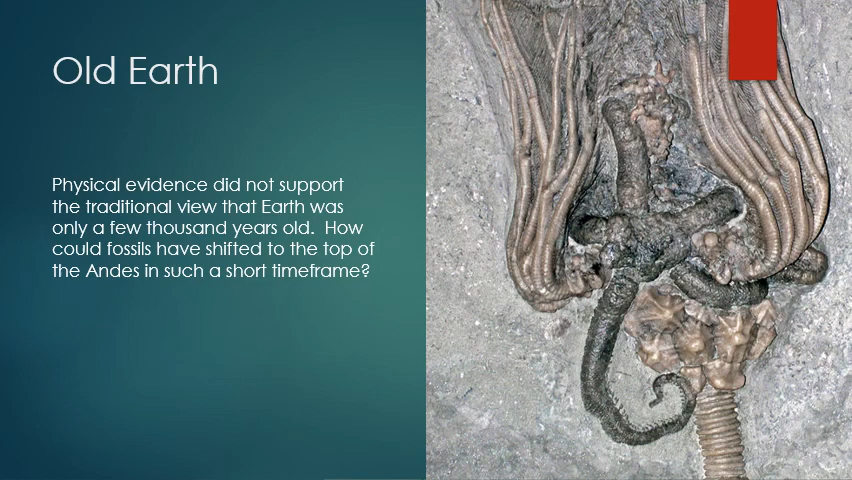 Old Earth
Physical evidence did not support
the traditional view that Earth was
only a few thousand years old.  How
could fossils have shifted to the top of
the Andes in such a short timeframe?